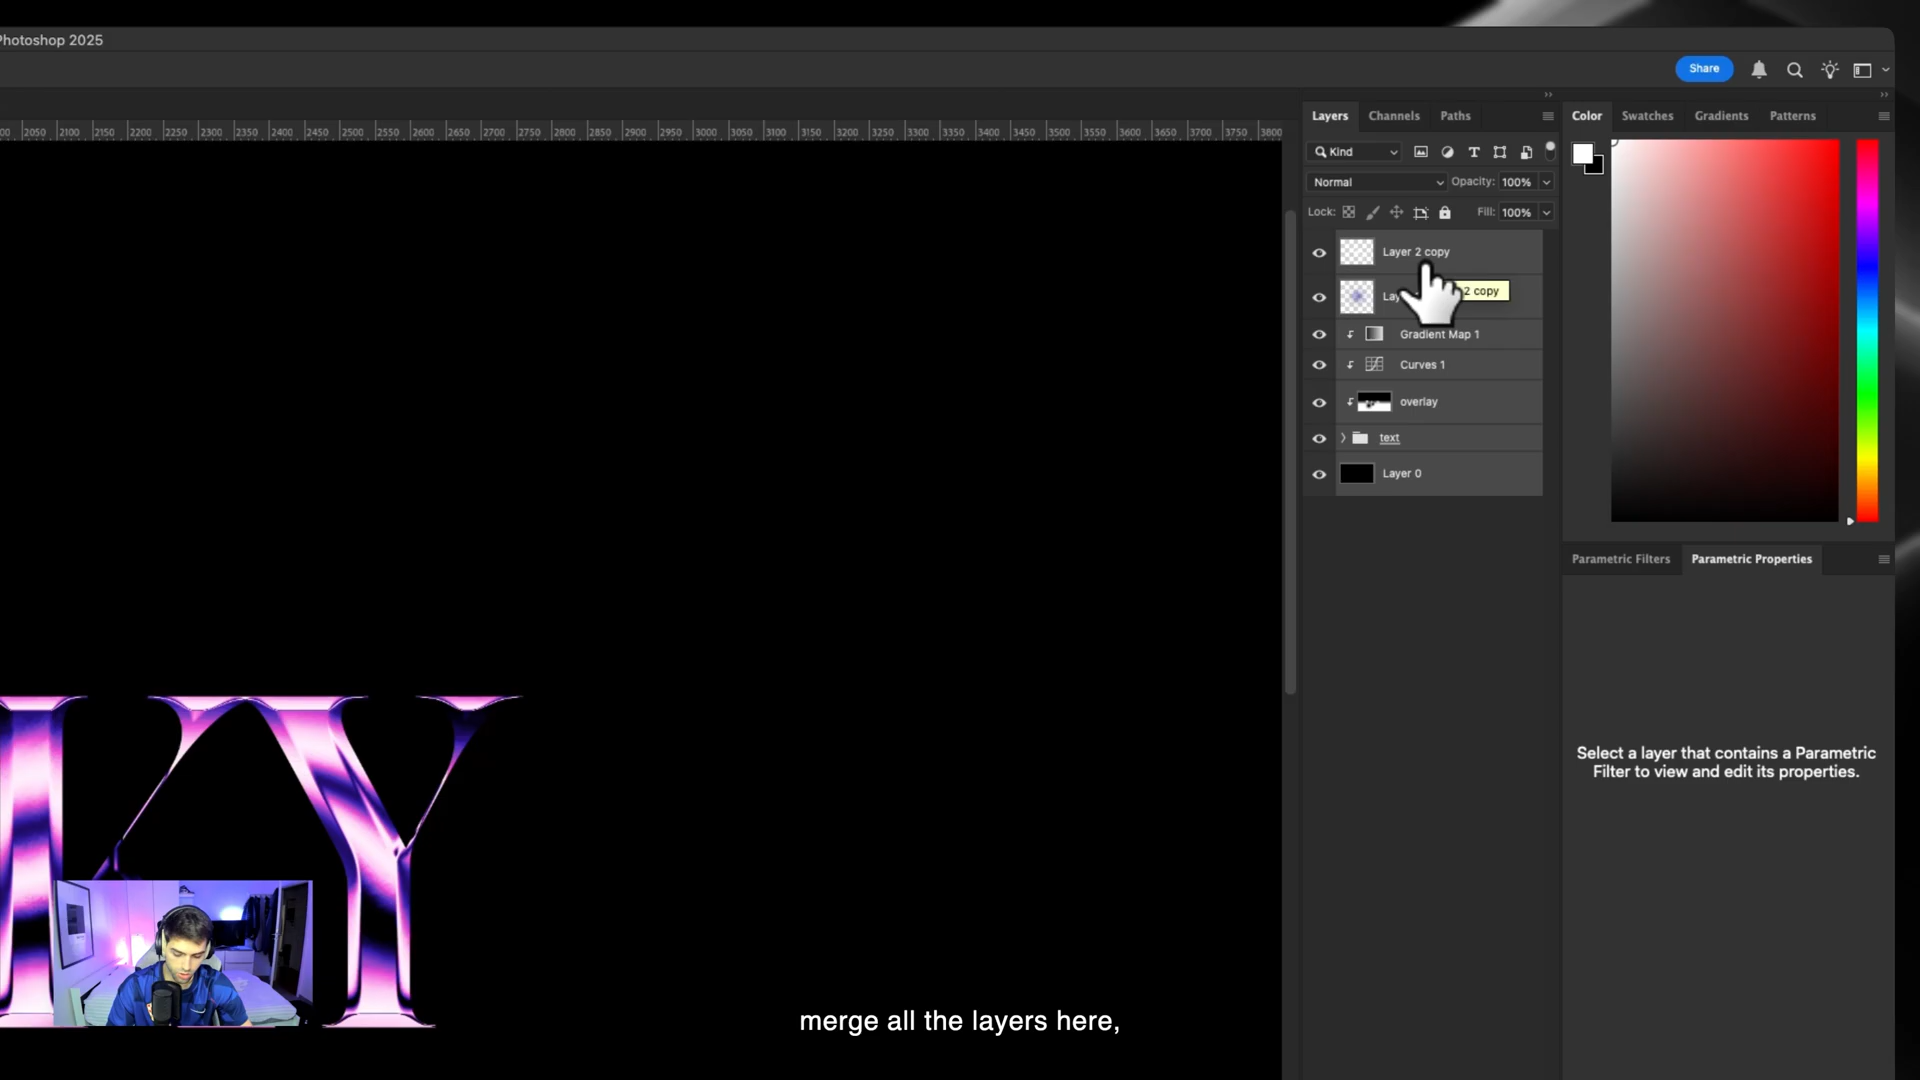 Photoshop 2025
Share
2050 2100 2150 2200 2250 2300 2350 2400 2450 2500 2550 2600 2650 2700 2750 2800 2850 2900 2950 3000 3050 3100 3150 3200 3250 3300 3350 3400 3450 3500 3550 3600 3650 3700 3750 3800
Layers Channels Paths
Color Swatches Gradients Patterns
Kind
Normal Opacity: 100%
Lock: Fill: 100%
Layer 2 copy
2 copy
Gradient Map 1
Curves 1
overlay
text
Layer 0
Parametric Filters Parametric Properties
Select a layer that contains a Parametric
Filter to view and edit its properties.
Y
merge all the layers here,